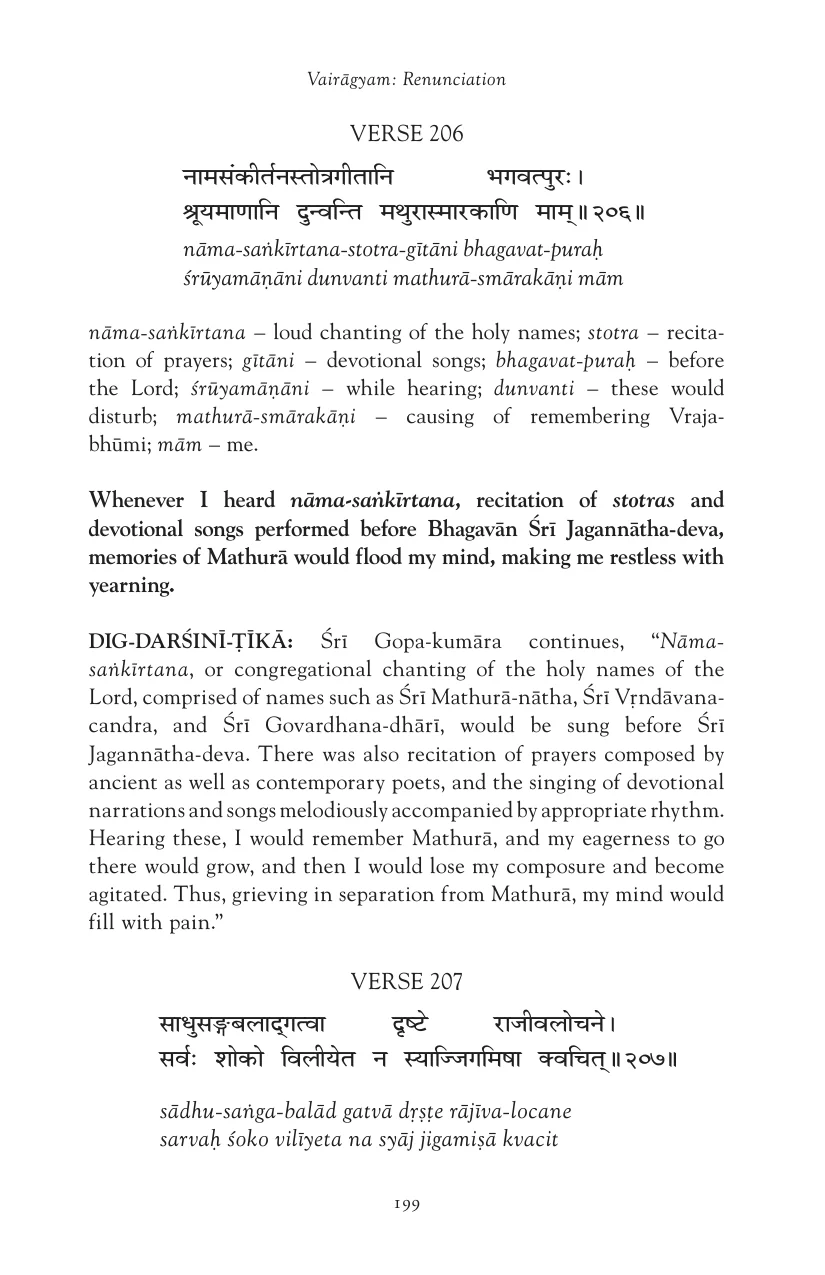 Vairāgyam: Renunciation
VERSE 206
नामसंकीर्तनस्तोत्रगीतानि भगवत्पुरः।
श्रूयमाणानि दुन्वन्ति मथुरास्मारकाणि माम्॥२०६॥
nāma-saṅkīrtana-stotra-gītāni bhagavat-puraḥ
śrūyamāṇāni dunvanti mathurā-smārakāṇi mām
nāma-saṅkīrtana – loud chanting of the holy names; stotra – recita-
tion of prayers; gītāni – devotional songs; bhagavat-puraḥ – before
the Lord; śrūyamāṇāni – while hearing; dunvanti – these would
disturb; mathurā-smārakāṇi – causing of remembering Vraja-
bhūmi; mām – me.
Whenever I heard nāma-saṅkīrtana, recitation of stotras and
devotional songs performed before Bhagavān Śrī Jagannātha-deva,
memories of Mathurā would flood my mind, making me restless with
yearning.
DIG-DARŚINĪ-ṬĪKĀ: Śrī Gopa-kumāra continues, “Nāma-
saṅkīrtana, or congregational chanting of the holy names of the
Lord, comprised of names such as Śrī Mathurā-nātha, Śrī Vṛndāvana-
candra, and Śrī Govardhana-dhārī, would be sung before Śrī
Jagannātha-deva. There was also recitation of prayers composed by
ancient as well as contemporary poets, and the singing of devotional
narrations and songs melodiously accompanied by appropriate rhythm.
Hearing these, I would remember Mathurā, and my eagerness to go
there would grow, and then I would lose my composure and become
agitated. Thus, grieving in separation from Mathurā, my mind would
fill with pain.”
VERSE 207
साधुसङ्गबलाद्गत्वा दृष्टे राजीवलोचने।
सर्वः शोको विलीयेत न स्याज्जिगमिषा क्वचित्॥२०७॥
sādhu-saṅga-balād gatvā dṛṣṭe rājīva-locane
sarvaḥ śoko vilīyeta na syāj jigamiṣā kvacit
199